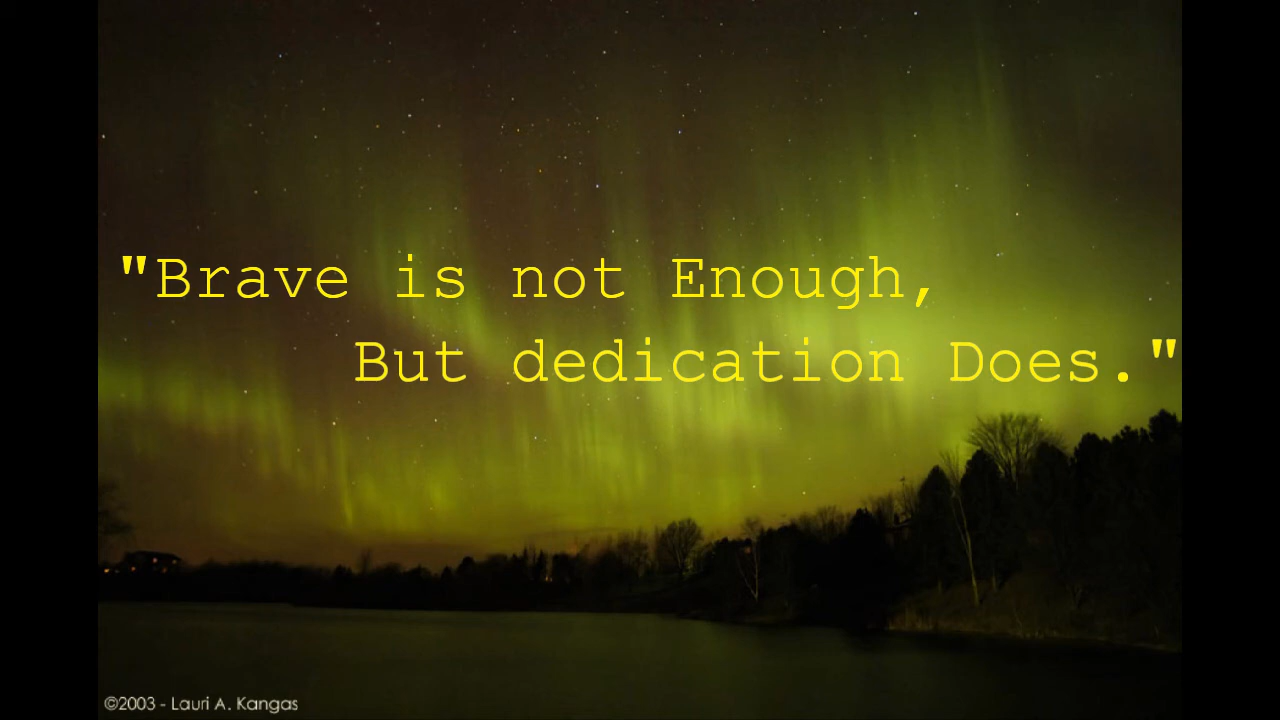 "Brave is not Enough,
But dedication Does."
©2003 - Lauri A. Kangas